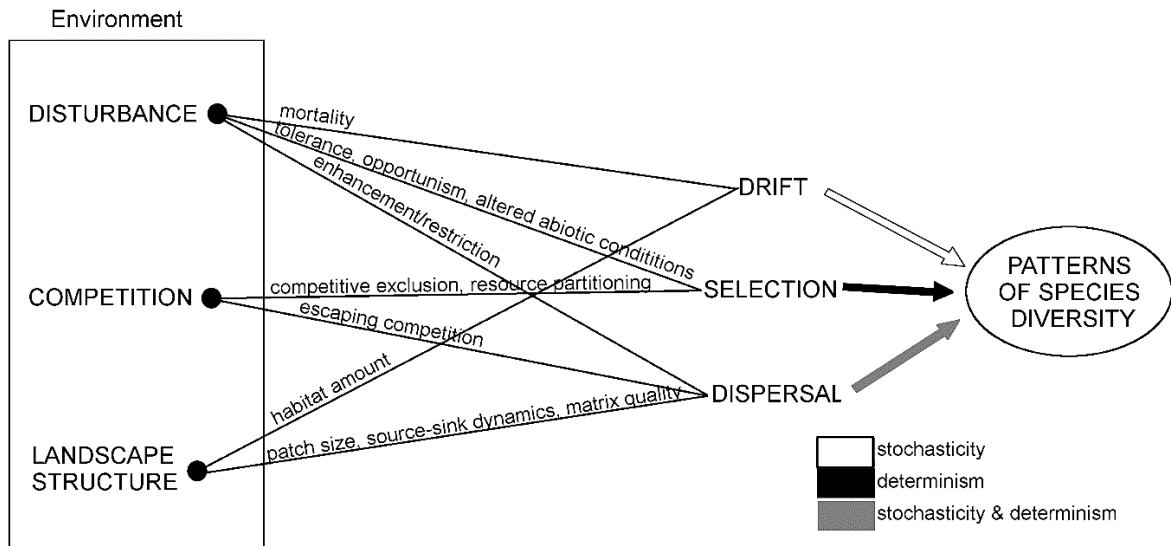 Environment
DISTURBANCE
mortality
tolerance, opportunism, altered abiotic condititions
enhancement/restriction
COMPETITION
competitive exclusion, resource partitioning
escaping competition
LANDSCAPE
STRUCTURE
habitat amount
patch size, source-sink dynamics, matrix quality
DRIFT
SELECTION
DISPERSAL
PATTERNS
OF SPECIES
DIVERSITY
stochasticity
determinism
stochasticity & determinism